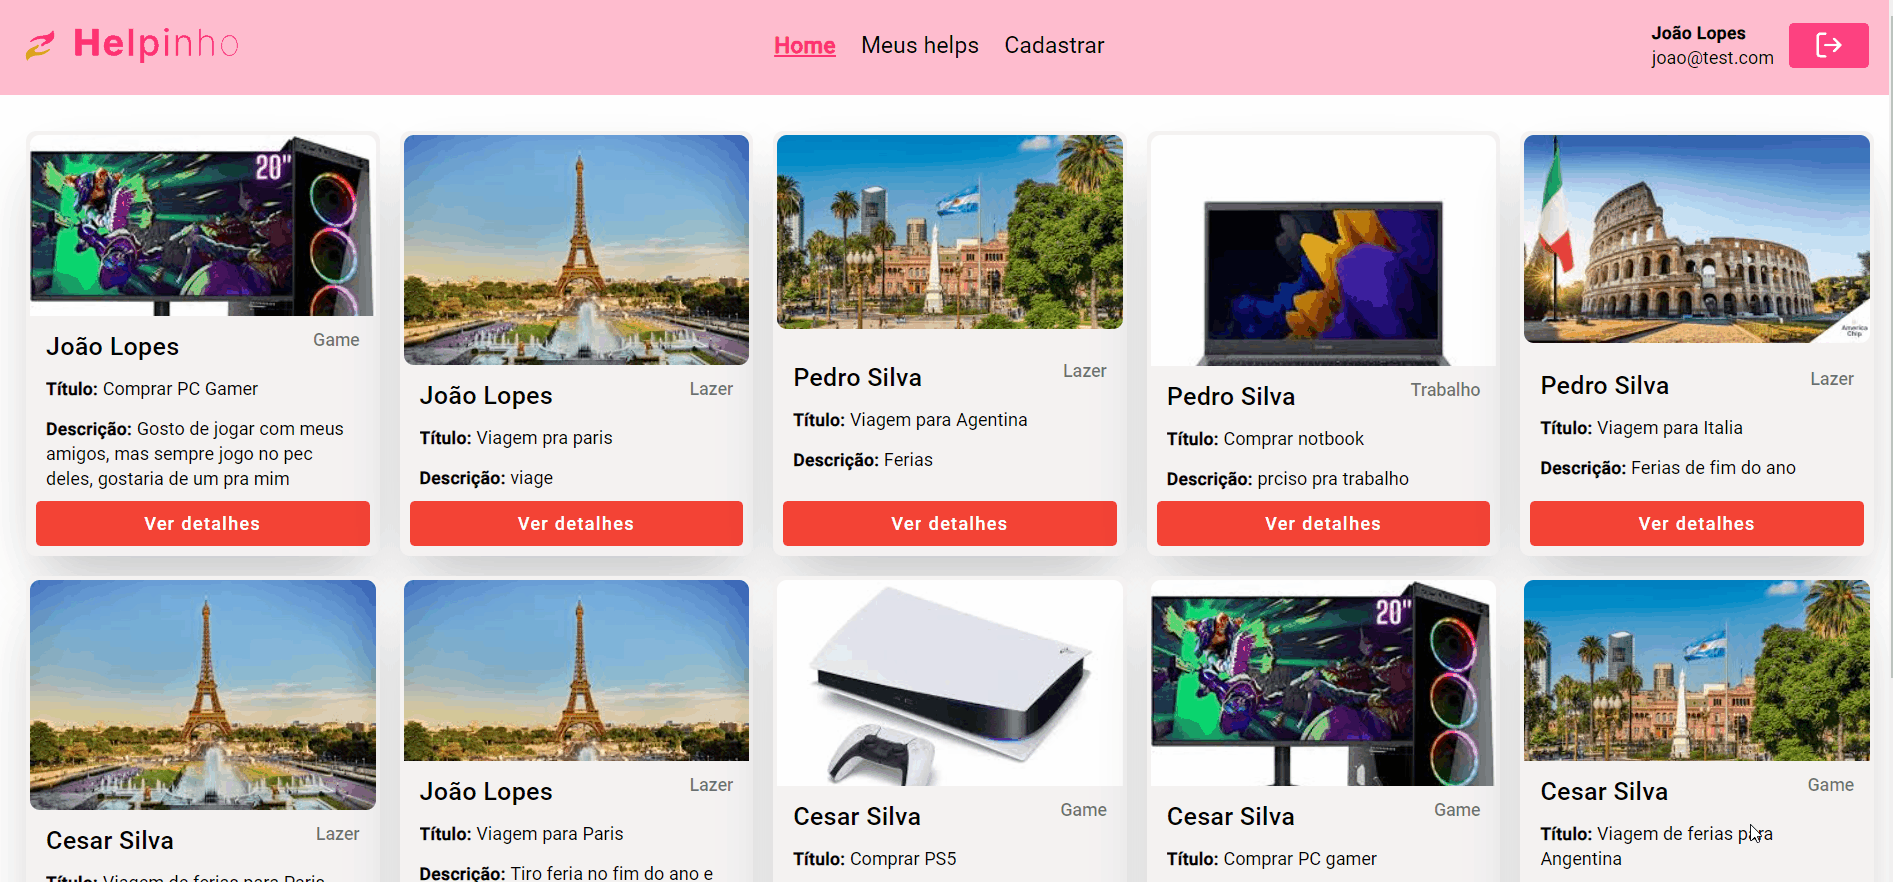 Helpinho
Home Meus helps Cadastrar
João Lopes
joao@test.com
20"
João Lopes
Game
Título: Comprar PC Gamer
Descrição: Gosto de jogar com meus
amigos, mas sempre jogo no pec
deles, gostaria de um pra mim
Ver detalhes
João Lopes
Lazer
Título: Viagem pra paris
Descrição: viage
Ver detalhes
Pedro Silva
Lazer
Título: Viagem para Agentina
Descrição: Ferias
Ver detalhes
Pedro Silva
Trabalho
Título: Comprar notbook
Descrição: prciso pra trabalho
Ver detalhes
America
Chip
Pedro Silva
Lazer
Título: Viagem para Italia
Descrição: Ferias de fim do ano
Ver detalhes
Cesar Silva
Lazer
Título: Viagem de ferias para Paris
João Lopes
Lazer
Título: Viagem para Paris
Descrição: Tiro feria no fim do ano e
Cesar Silva
Game
Título: Comprar PS5
20"
Cesar Silva
Game
Título: Comprar PC gamer
Cesar Silva
Game
Título: Viagem de ferias para
Angentina